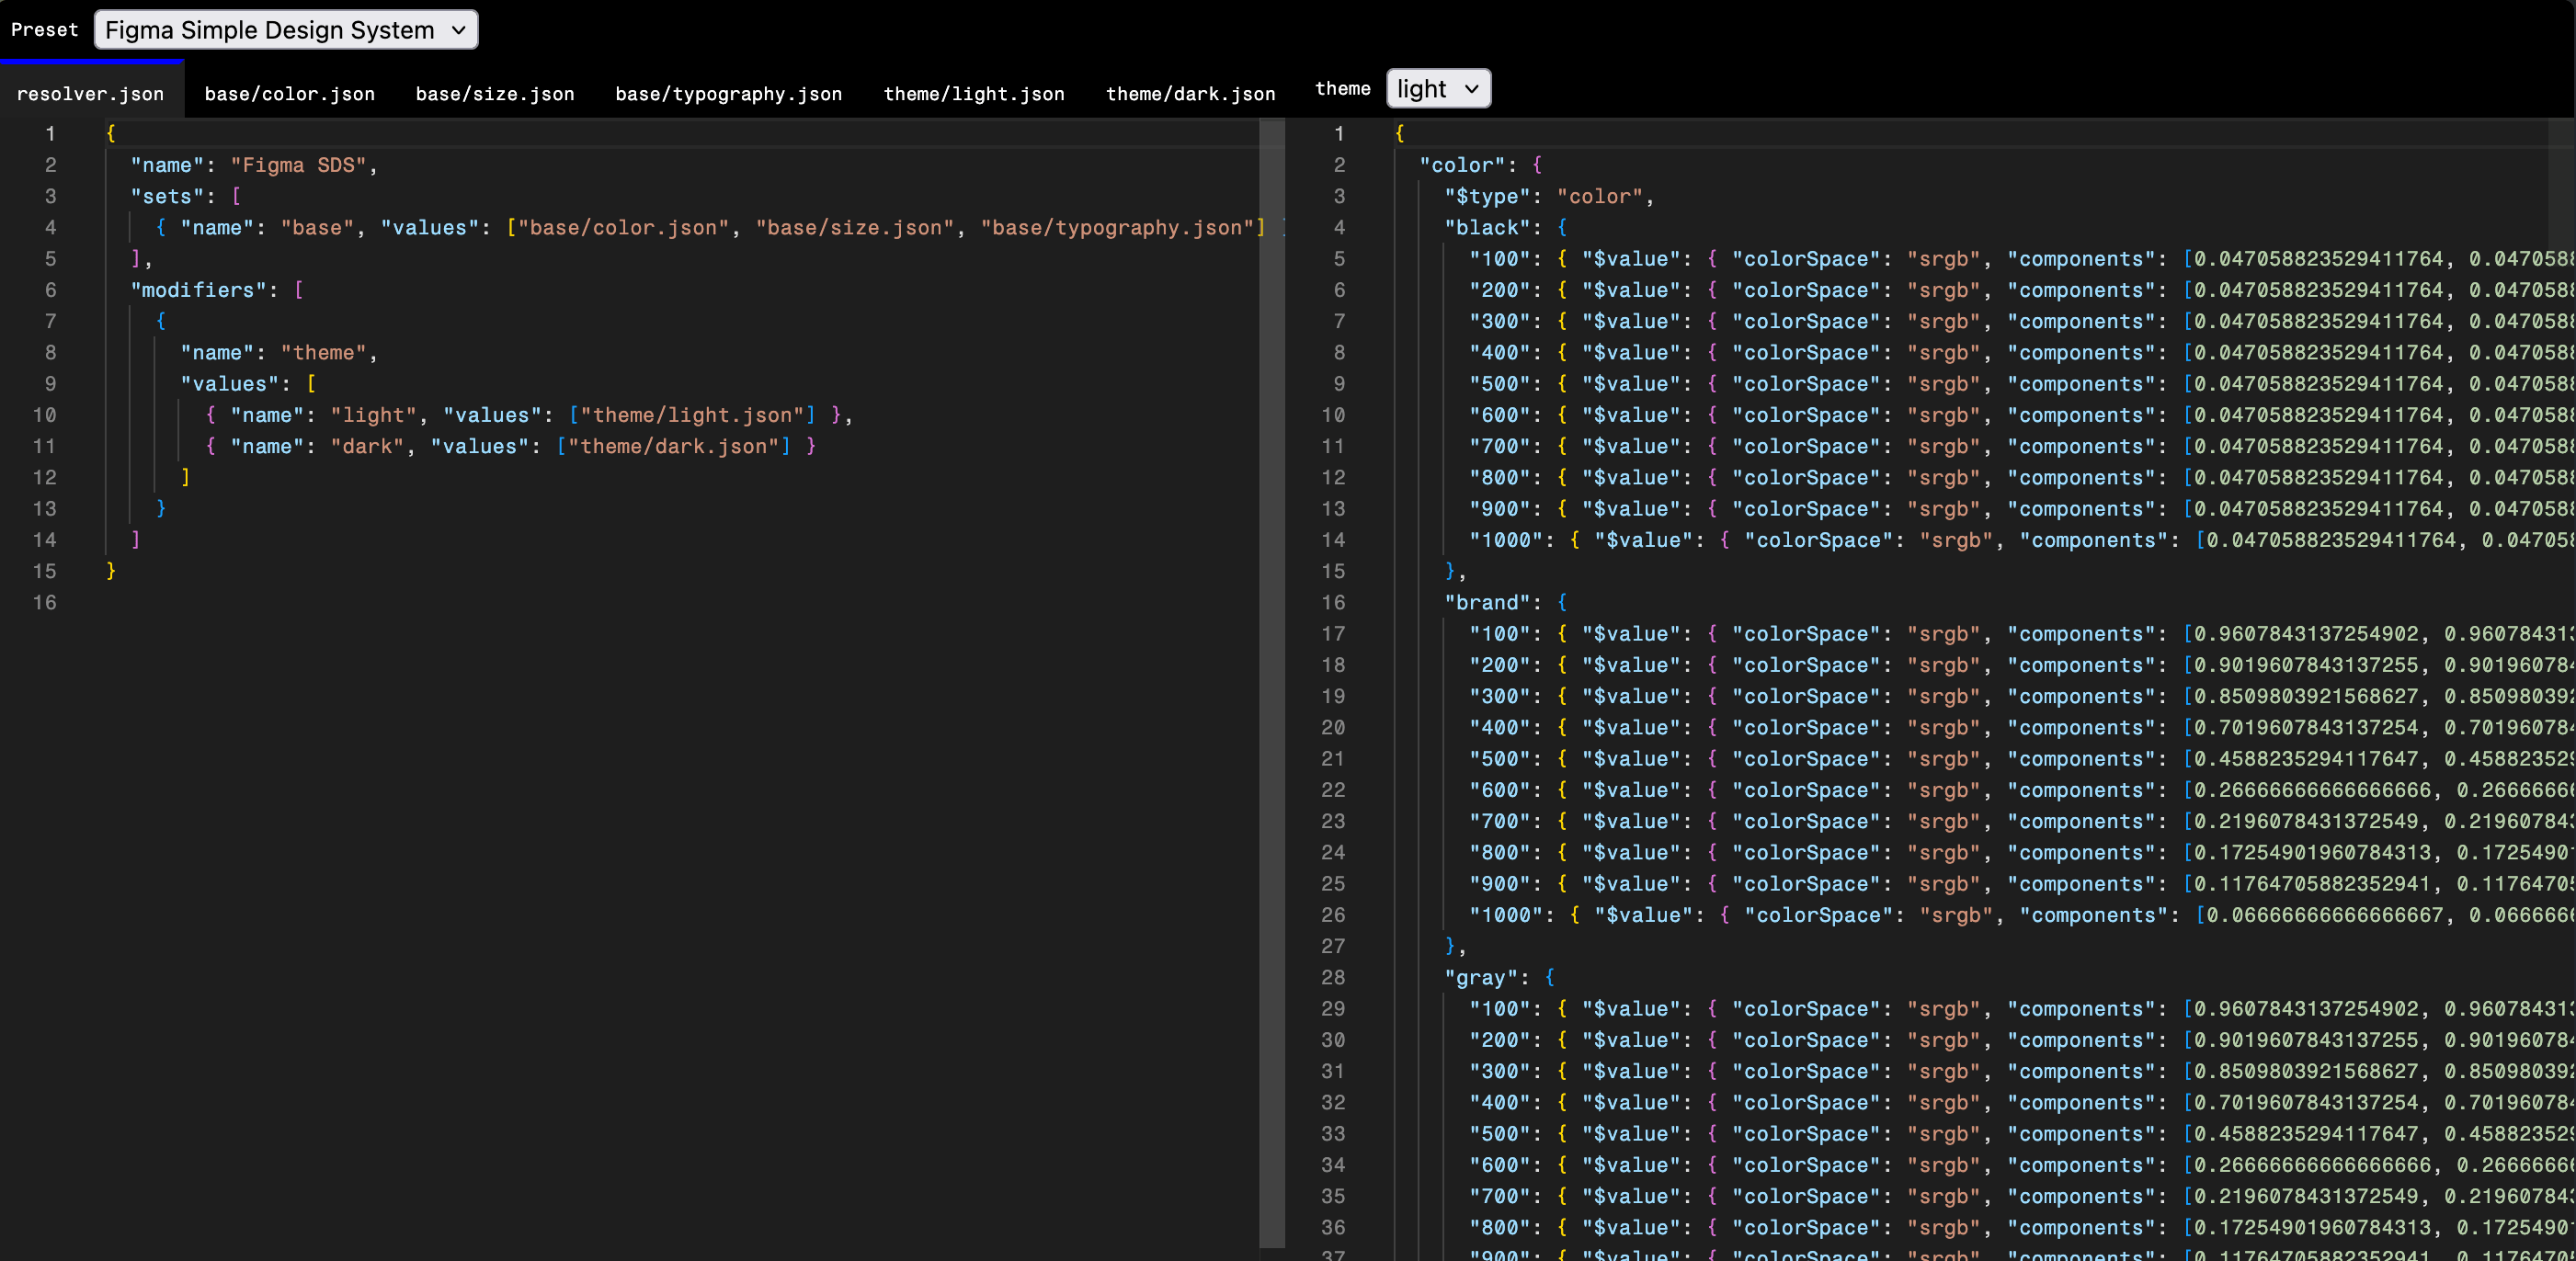 Preset Figma Simple Design System
resolver.json base/color.json base/size.json base/typography.json theme/light.json theme/dark.json
1 {
2 "name": "Figma SDS",
3 "sets": [
4 { "name": "base", "values": ["base/color.json", "base/size.json", "base/typography.json"]
5 ],
6 "modifiers": [
7 {
8 "name": "theme",
9 "values": [
10 { "name": "light", "values": ["theme/light.json"] },
11 { "name": "dark", "values": ["theme/dark.json"] }
12 ]
13 }
14 ]
15 }
16
theme light
1 {
2 "color": {
3 "$type": "color",
4 "black": {
5 "100": { "$value": { "colorSpace": "srgb", "components": [0.047058823529411764, 0.047058
6 "200": { "$value": { "colorSpace": "srgb", "components": [0.047058823529411764, 0.047058
7 "300": { "$value": { "colorSpace": "srgb", "components": [0.047058823529411764, 0.047058
8 "400": { "$value": { "colorSpace": "srgb", "components": [0.047058823529411764, 0.047058
9 "500": { "$value": { "colorSpace": "srgb", "components": [0.047058823529411764, 0.047058
10 "600": { "$value": { "colorSpace": "srgb", "components": [0.047058823529411764, 0.047058
11 "700": { "$value": { "colorSpace": "srgb", "components": [0.047058823529411764, 0.047058
12 "800": { "$value": { "colorSpace": "srgb", "components": [0.047058823529411764, 0.047058
13 "900": { "$value": { "colorSpace": "srgb", "components": [0.047058823529411764, 0.047058
14 "1000": { "$value": { "colorSpace": "srgb", "components": [0.047058823529411764, 0.04705
15 },
16 "brand": {
17 "100": { "$value": { "colorSpace": "srgb", "components": [0.9607843137254902, 0.96078431
18 "200": { "$value": { "colorSpace": "srgb", "components": [0.9019607843137255, 0.90196078
19 "300": { "$value": { "colorSpace": "srgb", "components": [0.8509803921568627, 0.85098039
20 "400": { "$value": { "colorSpace": "srgb", "components": [0.7019607843137254, 0.70196078
21 "500": { "$value": { "colorSpace": "srgb", "components": [0.4588235294117647, 0.45882352
22 "600": { "$value": { "colorSpace": "srgb", "components": [0.26666666666666666, 0.2666666
23 "700": { "$value": { "colorSpace": "srgb", "components": [0.2196078431372549, 0.21960784
24 "800": { "$value": { "colorSpace": "srgb", "components": [0.17254901960784313, 0.1725490
25 "900": { "$value": { "colorSpace": "srgb", "components": [0.11764705882352941, 0.1176470
26 "1000": { "$value": { "colorSpace": "srgb", "components": [0.06666666666666667, 0.066666
27 },
28 "gray": {
29 "100": { "$value": { "colorSpace": "srgb", "components": [0.9607843137254902, 0.96078431
30 "200": { "$value": { "colorSpace": "srgb", "components": [0.9019607843137255, 0.90196078
31 "300": { "$value": { "colorSpace": "srgb", "components": [0.8509803921568627, 0.85098039
32 "400": { "$value": { "colorSpace": "srgb", "components": [0.7019607843137254, 0.70196078
33 "500": { "$value": { "colorSpace": "srgb", "components": [0.4588235294117647, 0.45882352
34 "600": { "$value": { "colorSpace": "srgb", "components": [0.26666666666666666, 0.2666666
35 "700": { "$value": { "colorSpace": "srgb", "components": [0.2196078431372549, 0.21960784
36 "800": { "$value": { "colorSpace": "srgb", "components": [0.17254901960784313, 0.1725490
37 "900": { "$value": { "colorSpace": "srgb", "components": [0.11764705882352941, 0.1176470